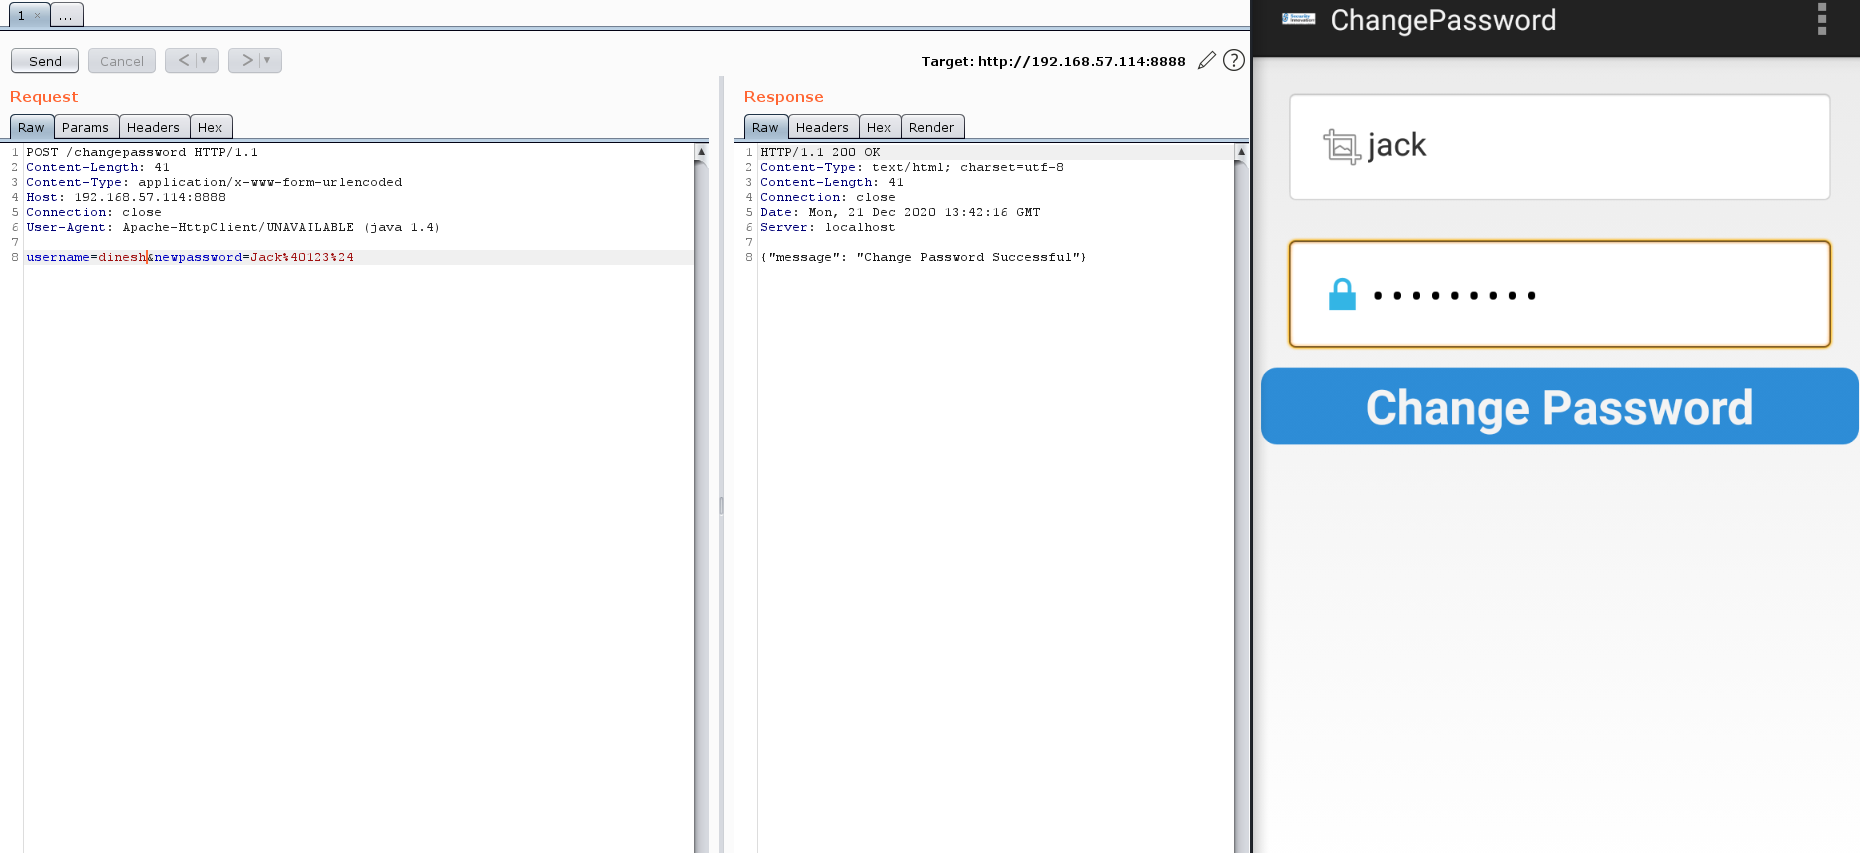 1 × ...
Send Cancel < > Target: http://192.168.57.114:8888 ?
Request
Raw Params Headers Hex
1 POST /changepassword HTTP/1.1
2 Content-Length: 41
3 Content-Type: application/x-www-form-urlencoded
4 Host: 192.168.57.114:8888
5 Connection: close
6 User-Agent: Apache-HttpClient/UNAVAILABLE (java 1.4)
7
8 username=dinesh&newpassword=Jack%40123%24
Response
Raw Headers Hex Render
1 HTTP/1.1 200 OK
2 Content-Type: text/html; charset=utf-8
3 Content-Length: 41
4 Connection: close
5 Date: Mon, 21 Dec 2020 13:42:16 GMT
6 Server: localhost
7
8 {"message": "Change Password Successful"}
Security
Innovation
ChangePassword
jack
•••••••••
Change Password